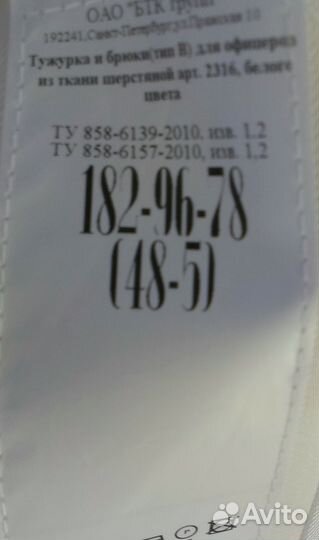 ОАО "БТК групп"
192241,Санкт-Петербург,ул.Пряжская 10
Тужурка и брюки(тип В) для офицеров
из ткани шерстяной арт. 2316, белого
цвета
ТУ 858-6139-2010, изв. 1,2
ТУ 858-6157-2010, изв. 1,2
182-96-78
(48-5)
Avito